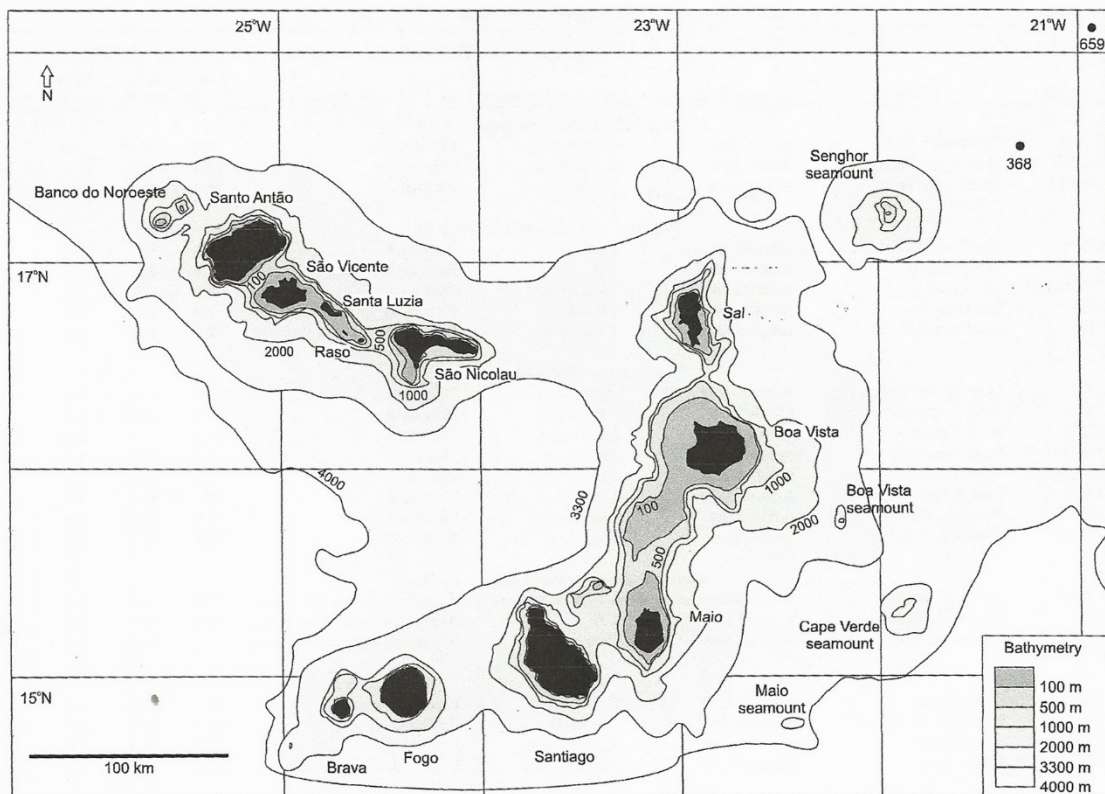 25°W
23°W
21°W
659
N
368
Senghor
seamount
Banco do Noroeste
Santo Antão
17°N
São Vicente
100
Santa Luzia
Sal
2000
Raso
500
São Nicolau
1000
Boa Vista
4000
3300
100
1000
Boa Vista
seamount
2000
500
Maio
Cape Verde
seamount
15°N
Maio
seamount
100 km
Brava
Fogo
Santiago
Bathymetry
100 m
500 m
1000 m
2000 m
3300 m
4000 m